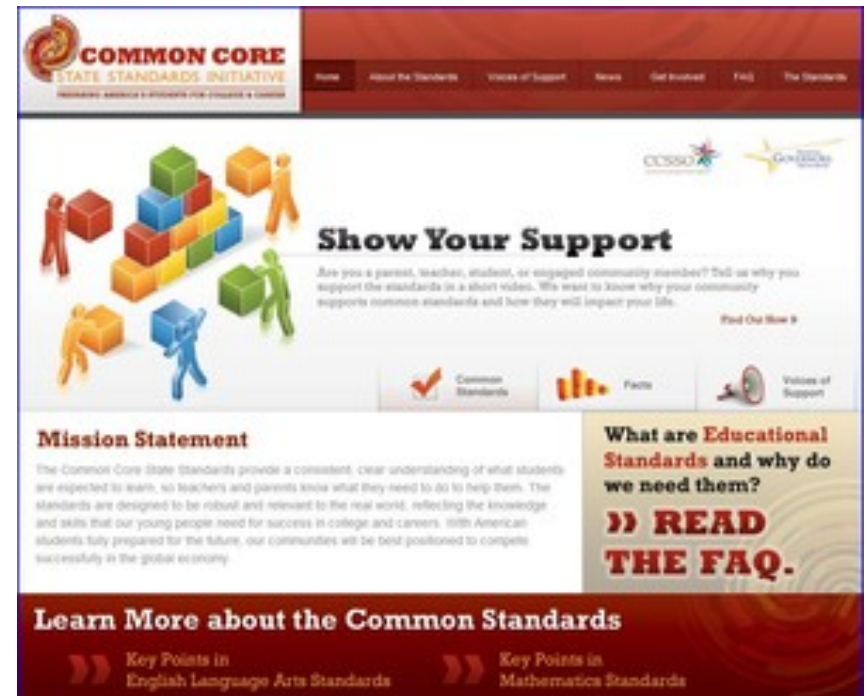 COMMON CORE
STATE STANDARDS INITIATIVE
PREPARING AMERICA'S STUDENTS FOR COLLEGE & CAREER
Home About the Standards Voices of Support News Get Involved FAQ The Standards
CCSSO
GOVERNORS
Show Your Support
Are you a parent, teacher, student, or engaged community member? Tell us why you
support the standards in a short video. We want to know why your community
supports common standards and how they will impact your life.
Find Out How
Common
Standards
Facts
Voices of
Support
Mission Statement
The Common Core State Standards provide a consistent, clear understanding of what students
are expected to learn, so teachers and parents know what they need to do to help them. The
standards are designed to be robust and relevant to the real world, reflecting the knowledge
and skills that our young people need for success in college and careers. With American
students fully prepared for the future, our communities will be best positioned to compete
successfully in the global economy.
What are Educational
Standards and why do
we need them?
READ
THE FAQ.
Learn More about the Common Standards
Key Points in
English Language Arts Standards
Key Points in
Mathematics Standards